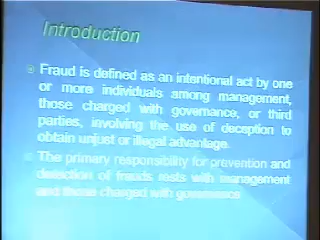 Introduction
Fraud is defined as an intentional act by one
or more individuals among management,
those charged with governance, or third
parties, involving the use of deception to
obtain unjust or illegal advantage.
The primary responsibility for prevention and
detection of frauds rests with management
and those charged with governance